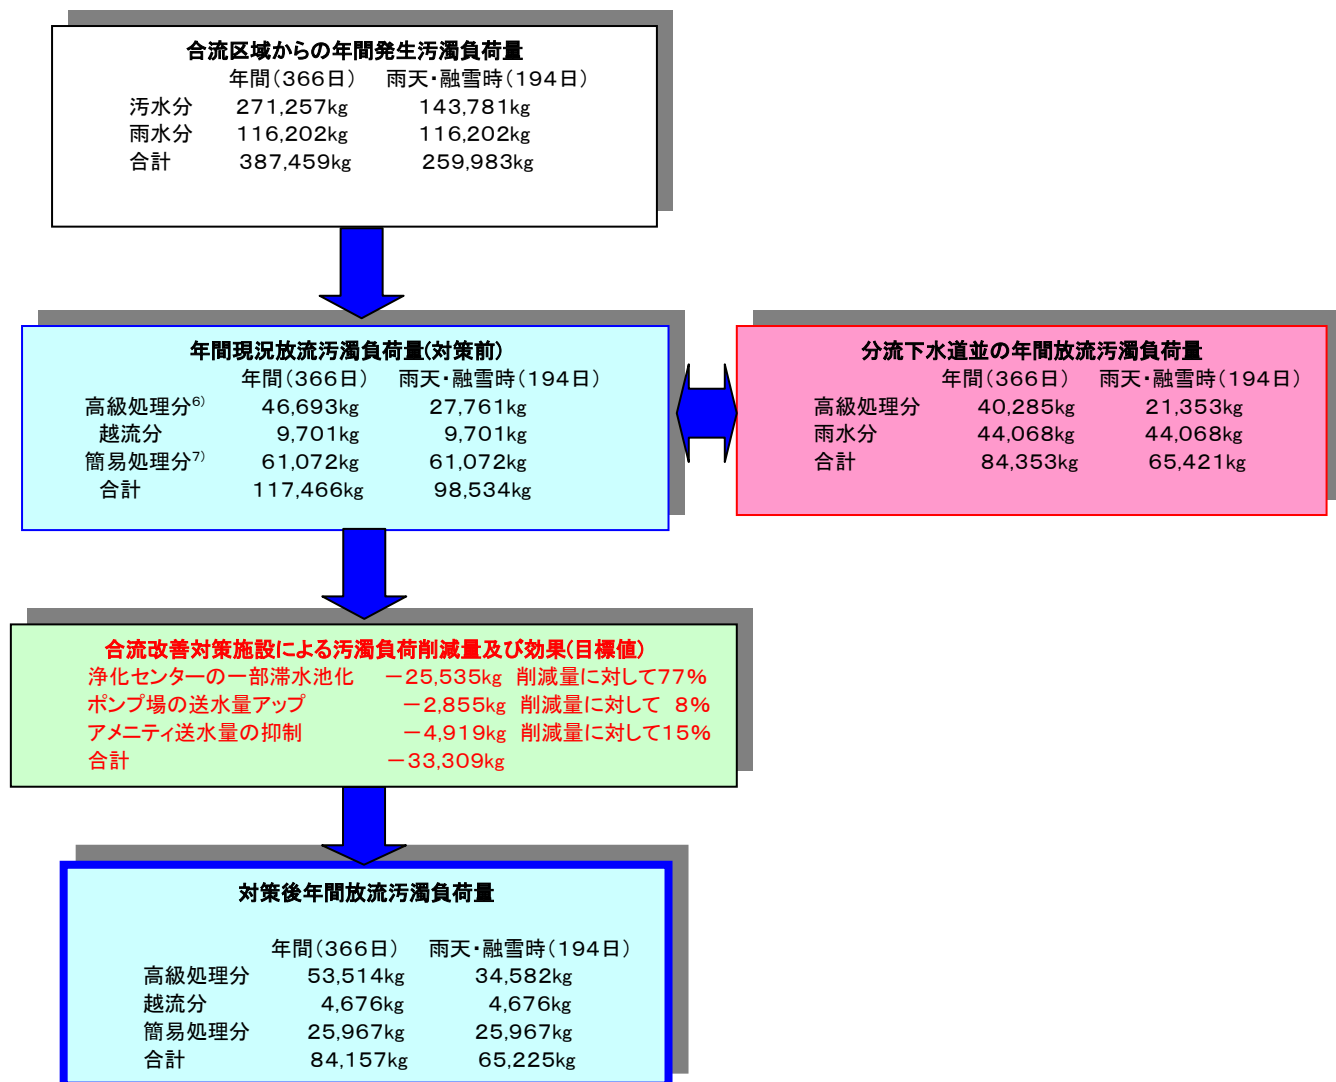 合流区域からの年間発生汚濁負荷量
年間(366日) 雨天・融雪時(194日)
汚水分 271,257kg 143,781kg
雨水分 116,202kg 116,202kg
合計 387,459kg 259,983kg
年間現況放流汚濁負荷量(対策前)
年間(366日) 雨天・融雪時(194日)
高級処理分6) 46,693kg 27,761kg
越流分 9,701kg 9,701kg
簡易処理分7) 61,072kg 61,072kg
合計 117,466kg 98,534kg
分流下水道並の年間放流汚濁負荷量
年間(366日) 雨天・融雪時(194日)
高級処理分 40,285kg 21,353kg
雨水分 44,068kg 44,068kg
合計 84,353kg 65,421kg
合流改善対策施設による汚濁負荷削減量及び効果(目標値)
浄化センターの一部滞水池化 －25,535kg 削減量に対して77%
ポンプ場の送水量アップ －2,855kg 削減量に対して 8%
アメニティ送水量の抑制 －4,919kg 削減量に対して15%
合計 －33,309kg
対策後年間放流汚濁負荷量
年間(366日) 雨天・融雪時(194日)
高級処理分 53,514kg 34,582kg
越流分 4,676kg 4,676kg
簡易処理分 25,967kg 25,967kg
合計 84,157kg 65,225kg